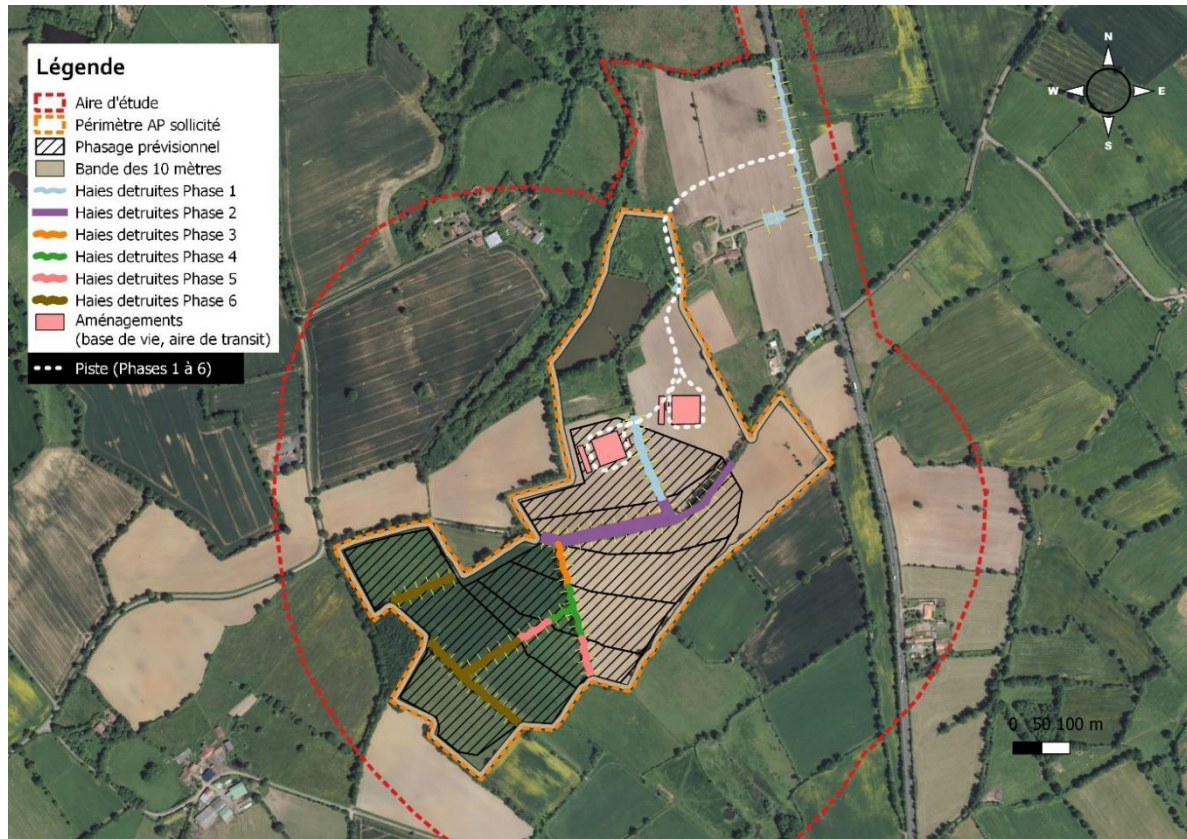 Légende
Aire d'étude
Périmètre AP sollicité
Phasage prévisionnel
Bande des 10 mètres
Haies detruites Phase 1
Haies detruites Phase 2
Haies detruites Phase 3
Haies detruites Phase 4
Haies detruites Phase 5
Haies detruites Phase 6
Aménagements
(base de vie, aire de transit)
Piste (Phases 1 à 6)
N
W E
S
0 50 100 m